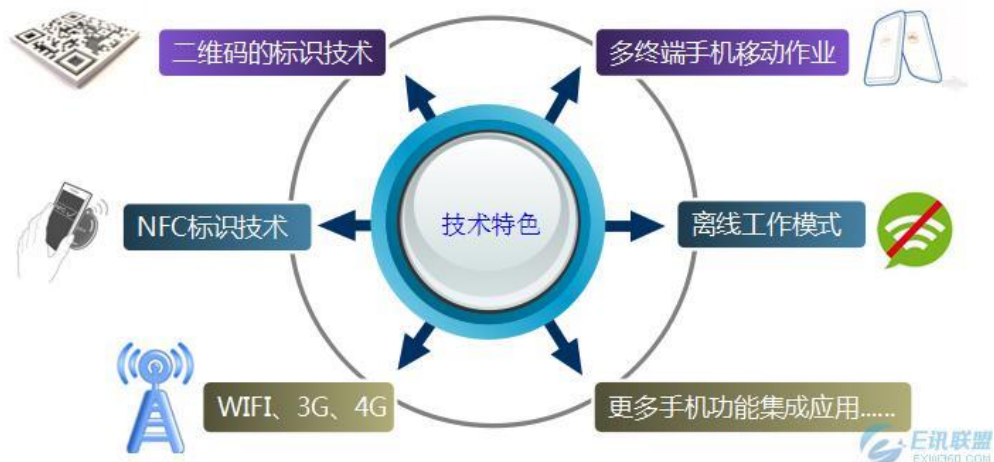 二维码的标识技术
多终端手机移动作业
NFC标识技术
技术特色
离线工作模式
WIFI、3G、4G
更多手机功能集成应用......
E讯联盟
EXW360.COM